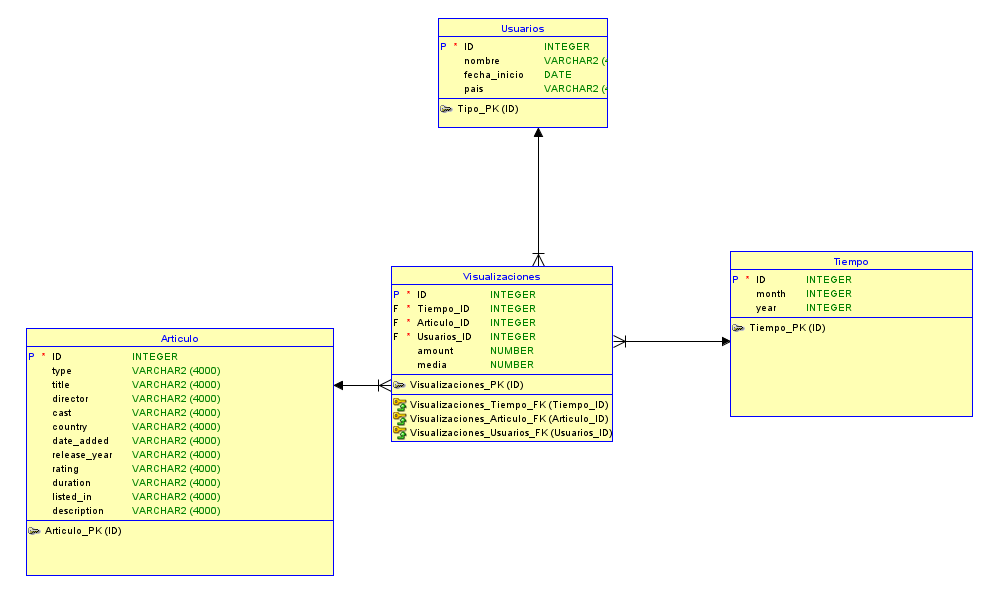 Usuarios
P * ID INTEGER
nombre VARCHAR2 (4
fecha_inicio DATE
pais VARCHAR2 (4
Tipo_PK (ID)
Visualizaciones
P * ID INTEGER
F * Tiempo_ID INTEGER
F * Articulo_ID INTEGER
F * Usuarios_ID INTEGER
amount NUMBER
media NUMBER
Visualizaciones_PK (ID)
Visualizaciones_Tiempo_FK (Tiempo_ID)
Visualizaciones_Articulo_FK (Articulo_ID)
Visualizaciones_Usuarios_FK (Usuarios_ID)
Tiempo
P * ID INTEGER
month INTEGER
year INTEGER
Tiempo_PK (ID)
Articulo
P * ID INTEGER
type VARCHAR2 (4000)
title VARCHAR2 (4000)
director VARCHAR2 (4000)
cast VARCHAR2 (4000)
country VARCHAR2 (4000)
date_added VARCHAR2 (4000)
release_year VARCHAR2 (4000)
rating VARCHAR2 (4000)
duration VARCHAR2 (4000)
listed_in VARCHAR2 (4000)
description VARCHAR2 (4000)
Articulo_PK (ID)